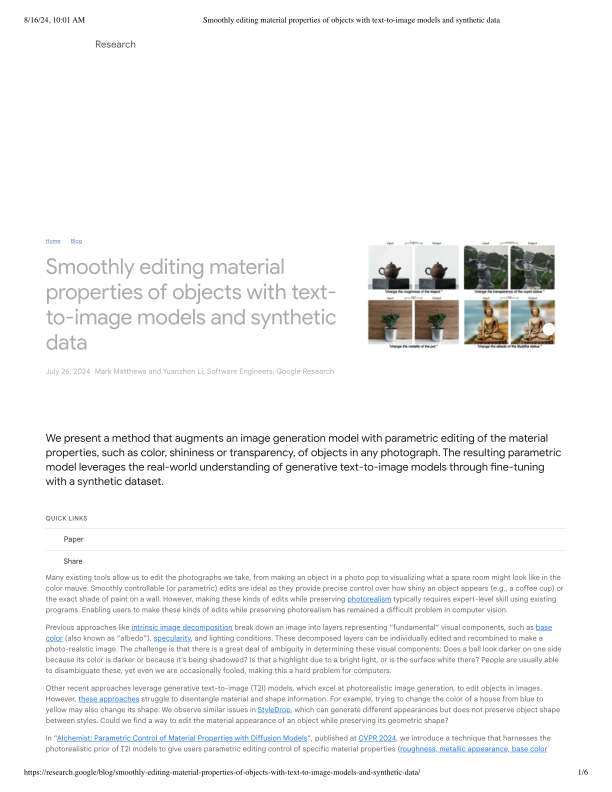 8/16/24, 10:01 AM
Smoothly editing material properties of objects with text-to-image models and synthetic data
Research
Home Blog
Smoothly editing material
properties of objects with text-
to-image models and synthetic
data
July 26, 2024 Mark Matthews and Yuanzhen Li, Software Engineers, Google Research
Input Output Input Output
"change the roughness of the teapot." "change the transparency of the cupid statue."
Input Output Input Output
"change the metallic of the pot." "change the albedo of the Buddha statue."
We present a method that augments an image generation model with parametric editing of the material
properties, such as color, shininess or transparency, of objects in any photograph. The resulting parametric
model leverages the real-world understanding of generative text-to-image models through fine-tuning
with a synthetic dataset.
QUICK LINKS
Paper
Share
Many existing tools allow us to edit the photographs we take, from making an object in a photo pop to visualizing what a spare room might look like in the
color mauve. Smoothly controllable (or parametric) edits are ideal as they provide precise control over how shiny an object appears (e.g., a coffee cup) or
the exact shade of paint on a wall. However, making these kinds of edits while preserving photorealism typically requires expert-level skill using existing
programs. Enabling users to make these kinds of edits while preserving photorealism has remained a difficult problem in computer vision.
Previous approaches like intrinsic image decomposition break down an image into layers representing "fundamental" visual components, such as base
color (also known as "albedo"), specularity, and lighting conditions. These decomposed layers can be individually edited and recombined to make a
photo-realstic image. The challenge is that there is a great deal of ambiguity in determining these visual components: Does a ball look darker on one
side because its color is darker or because it's being shadowed? Is that a highlight due to a bright light, or is the surface white there? People are usually able
to disambiguate these, yet even we are occasionally fooled, making this a hard problem for computers.
Other recent approaches leverage generative text-to-image (T2I) models, which excel at photorealistic image generation, to edit objects in images.
However, these approaches struggle to disentangle material and shape information. For example, trying to change the color of a house from blue to
yellow may also change its shape. We observe similar issues in StyleDrop, which can generate different appearances but does not preserve object shape
between styles. Could we find a way to edit the material appearance of an object while preserving its geometric shape?
In "Alchemist: Parametric Control of Material Properties with Diffusion Models", published at CVPR 2024, we introduce a technique that harnesses the
photorealistic prior of T2I models to give users parametric editing control of specific material properties (roughness, metallic appearance, base color
https://research.google/blog/smoothly-editing-material-properties-of-objects-with-text-to-image-models-and-synthetic-data/
1/6